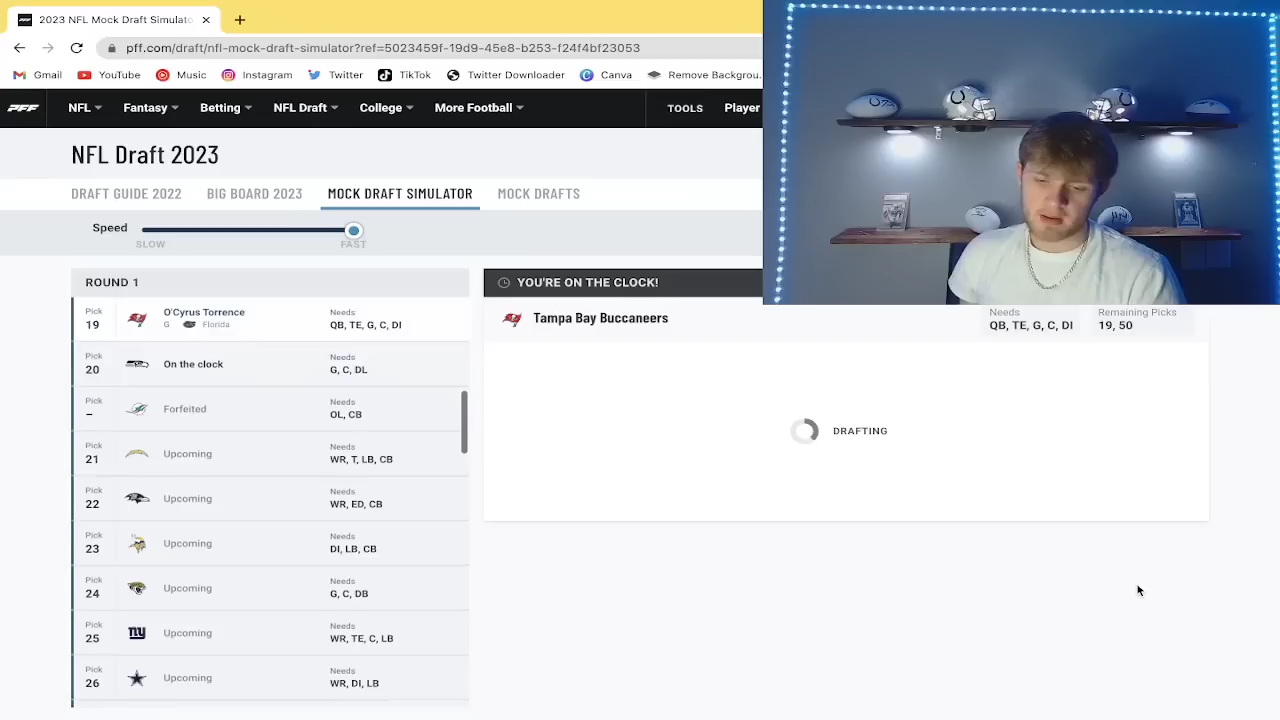 2023 NFL Mock Draft Simulato
pff.com/draft/nfl-mock-draft-simulator?ref=5023459f-19d9-45e8-b253-f24f4bf23053
Gmail YouTube Music Instagram Twitter TikTok Twitter Downloader Canva Remove Backgrou.
PFF NFL Fantasy Betting NFL Draft College More Football TOOLS Player
NFL Draft 2023
DRAFT GUIDE 2022 BIG BOARD 2023 MOCK DRAFT SIMULATOR MOCK DRAFTS
Speed
SLOW FAST
ROUND 1
Pick 19 O'Cyrus Torrence G Florida Needs QB, TE, G, C, DI
Pick 20 On the clock Needs G, C, DL
Pick – Forfeited Needs OL, CB
Pick 21 Upcoming Needs WR, T, LB, CB
Pick 22 Upcoming Needs WR, ED, CB
Pick 23 Upcoming Needs DI, LB, CB
Pick 24 Upcoming Needs G, C, DB
Pick 25 NY Upcoming Needs WR, TE, C, LB
Pick 26 Upcoming Needs WR, DI, LB
YOU'RE ON THE CLOCK!
Tampa Bay Buccaneers
Needs QB, TE, G, C, DI
Remaining Picks 19, 50
DRAFTING